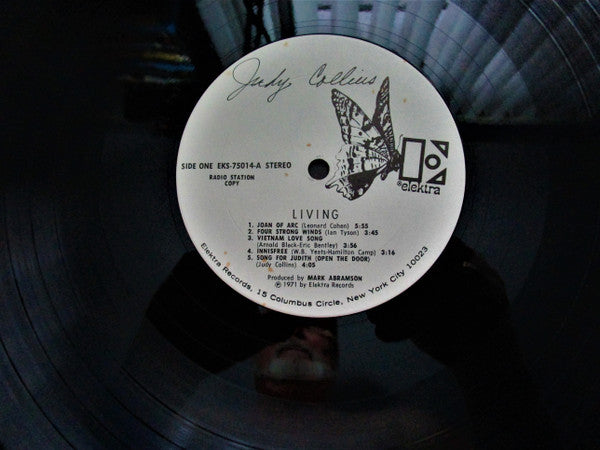 Judy Collins
SIDE ONE EKS-75014-A STEREO
RADIO STATION
COPY
elektra
LIVING
1. JOAN OF ARC (Leonard Cohen) 5:55
2. FOUR STRONG WINDS (Ian Tyson) 3:45
3. VIETNAM LOVE SONG
(Arnold Black-Eric Bentley) 3:56
4. INNISFREE (W.B. Yeats-Hamilton Camp) 3:16
5. SONG FOR JUDITH (OPEN THE DOOR)
(Judy Collins) 4:05
Produced by MARK ABRAMSON
℗ 1971 by Elektra Records
Elektra Records, 15 Columbus Circle, New York City 10023